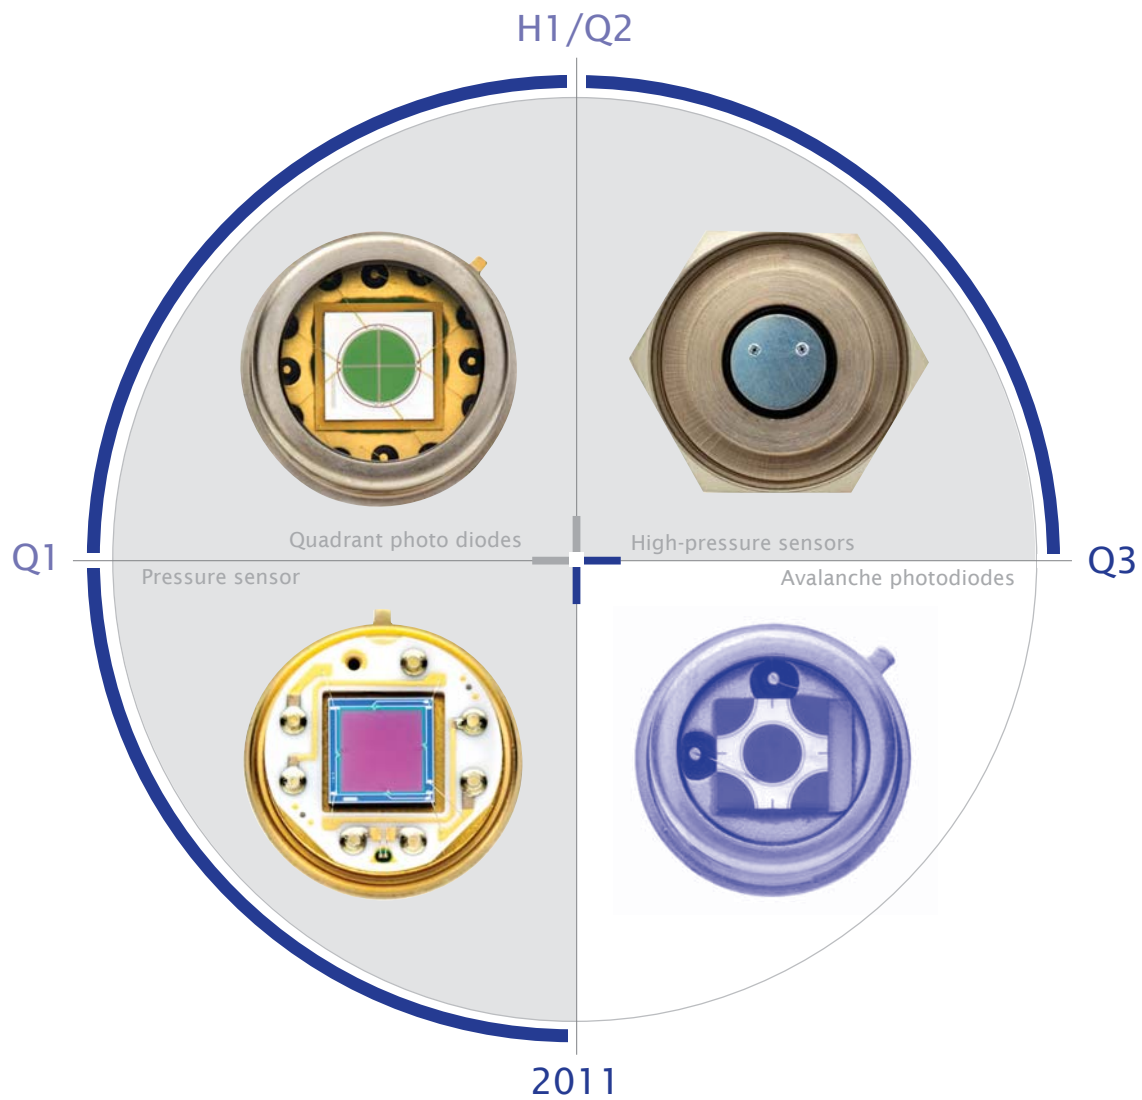 H1/Q2
Quadrant photo diodes
High-pressure sensors
Q1
Q3
Pressure sensor
Avalanche photodiodes
2011